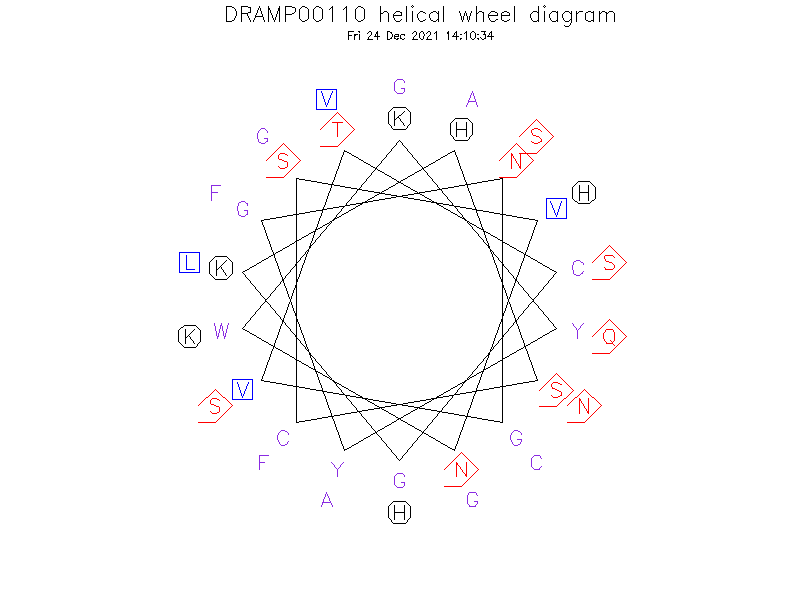 DRAMP00110 helical wheel diagram
Fri 24 Dec 2021 14:10:34
G
V A
K
T H S
G S N
F G V H
L K C S
K W Y Q
S V S N
C G
F Y N C
A G G
H